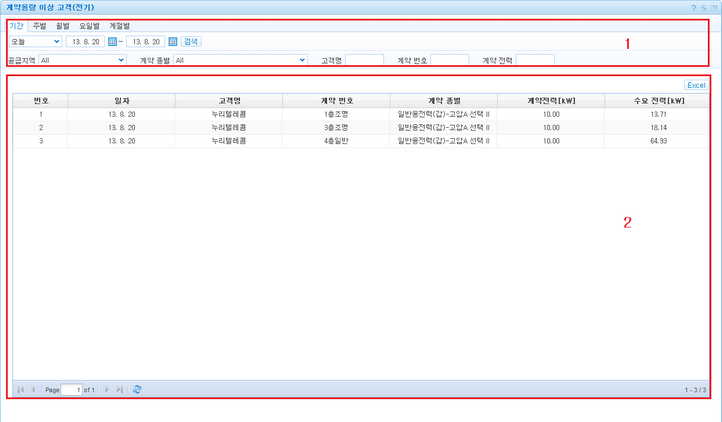 계약용량 이상 고객(전기)
기간 주별 월별 요일별 계절별
오늘 13. 8. 20 ~ 13. 8. 20 검색
1
공급지역 All 계약 종별 All 고객명 계약 번호 계약 전력
Excel
번호 일자 고객명 계약 번호 계약 종별 계약전력[kW] 수요 전력[kW]
1 13. 8. 20 누리텔레콤 1층조명 일반용전력(갑)-고압A 선택 II 10.00 13.71
2 13. 8. 20 누리텔레콤 3층조명 일반용전력(갑)-고압A 선택 II 10.00 18.14
3 13. 8. 20 누리텔레콤 4층일반 일반용전력(갑)-고압A 선택 II 10.00 64.93
2
Page 1 of 1 1 - 3 / 3